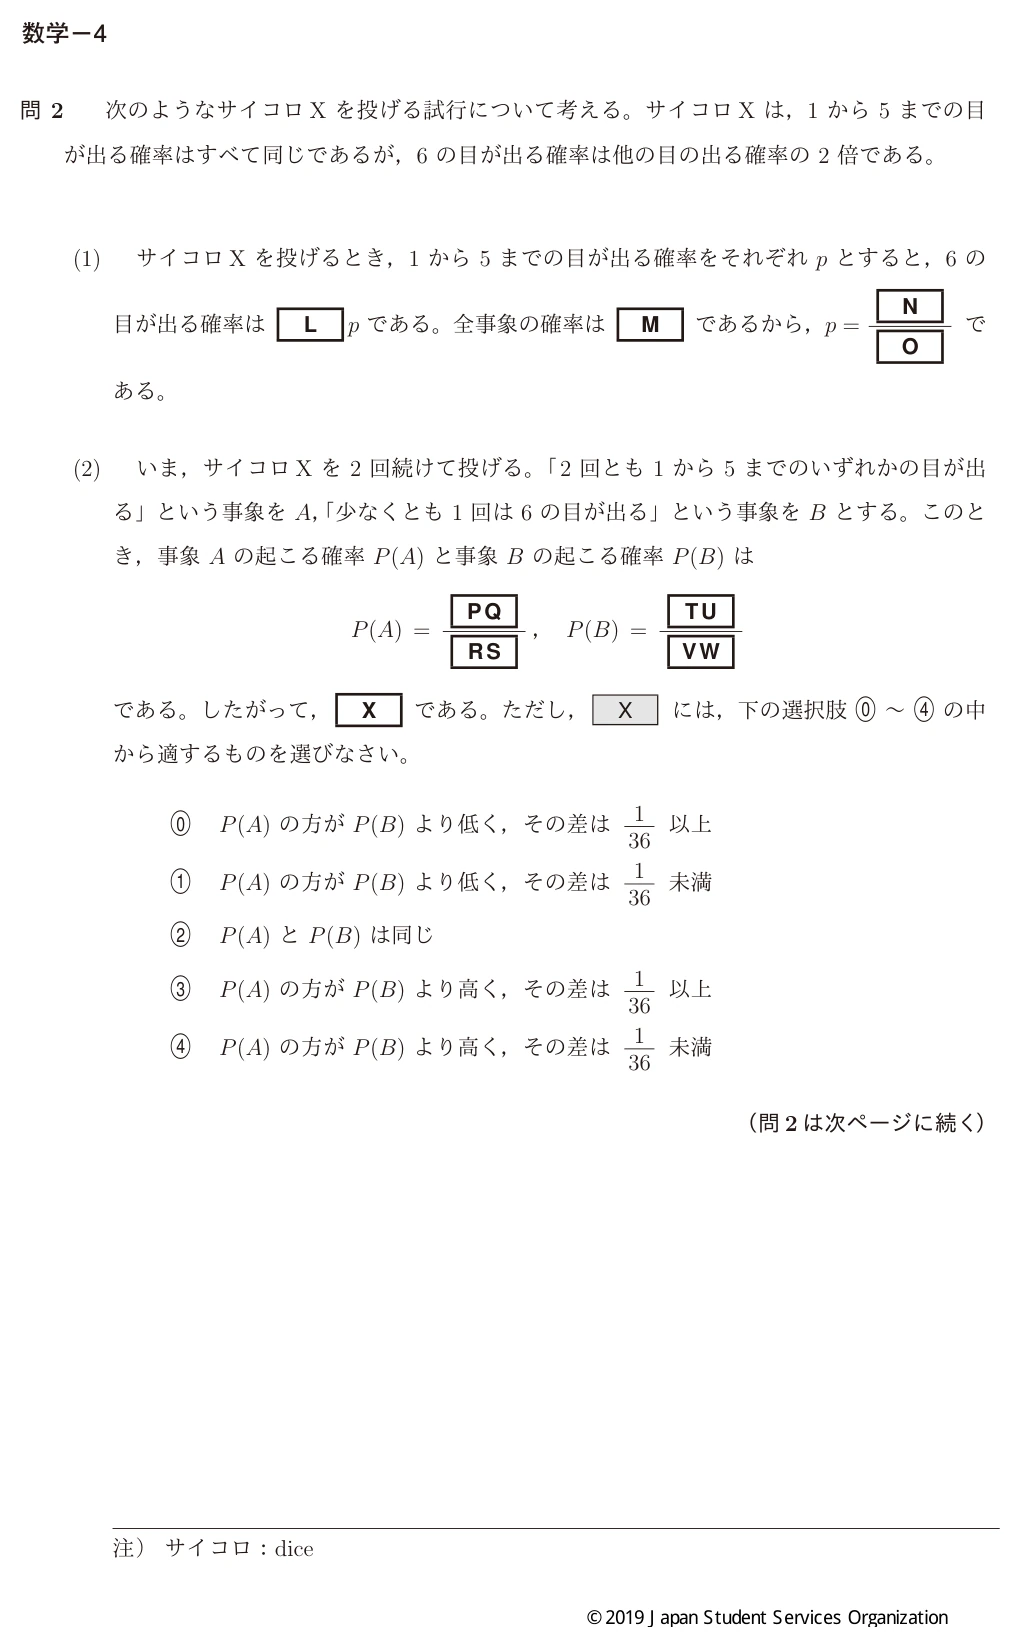 数学－4
問 2　次のようなサイコロ X を投げる試行について考える。サイコロ X は，1 から 5 までの目
が出る確率はすべて同じであるが，6 の目が出る確率は他の目の出る確率の 2 倍である。
(1)　サイコロ X を投げるとき，1 から 5 までの目が出る確率をそれぞれ p とすると，6 の
目が出る確率は L p である。全事象の確率は M であるから，p = N/O で
ある。
(2)　いま，サイコロ X を 2 回続けて投げる。「2 回とも 1 から 5 までのいずれかの目が出
る」という事象を A，「少なくとも 1 回は 6 の目が出る」という事象を B とする。このと
き，事象 A の起こる確率 P(A) と事象 B の起こる確率 P(B) は
P(A) = PQ/RS ， P(B) = TU/VW
である。したがって， X である。ただし， X には，下の選択肢 ⓪ ～ ④ の中
から適するものを選びなさい。
⓪ P(A) の方が P(B) より低く，その差は 1/36 以上
① P(A) の方が P(B) より低く，その差は 1/36 未満
② P(A) と P(B) は同じ
③ P(A) の方が P(B) より高く，その差は 1/36 以上
④ P(A) の方が P(B) より高く，その差は 1/36 未満
（問 2 は次ページに続く）
注） サイコロ：dice
© 2019 Japan Student Services Organization